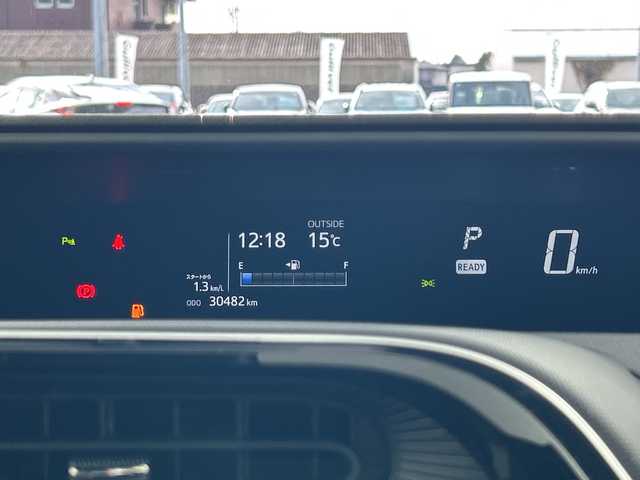 OUTSIDE
12:18 15℃
E F
スタートから
1.3 km/L
ODO 30482 km
P
READY
0 km/h
P
(P)